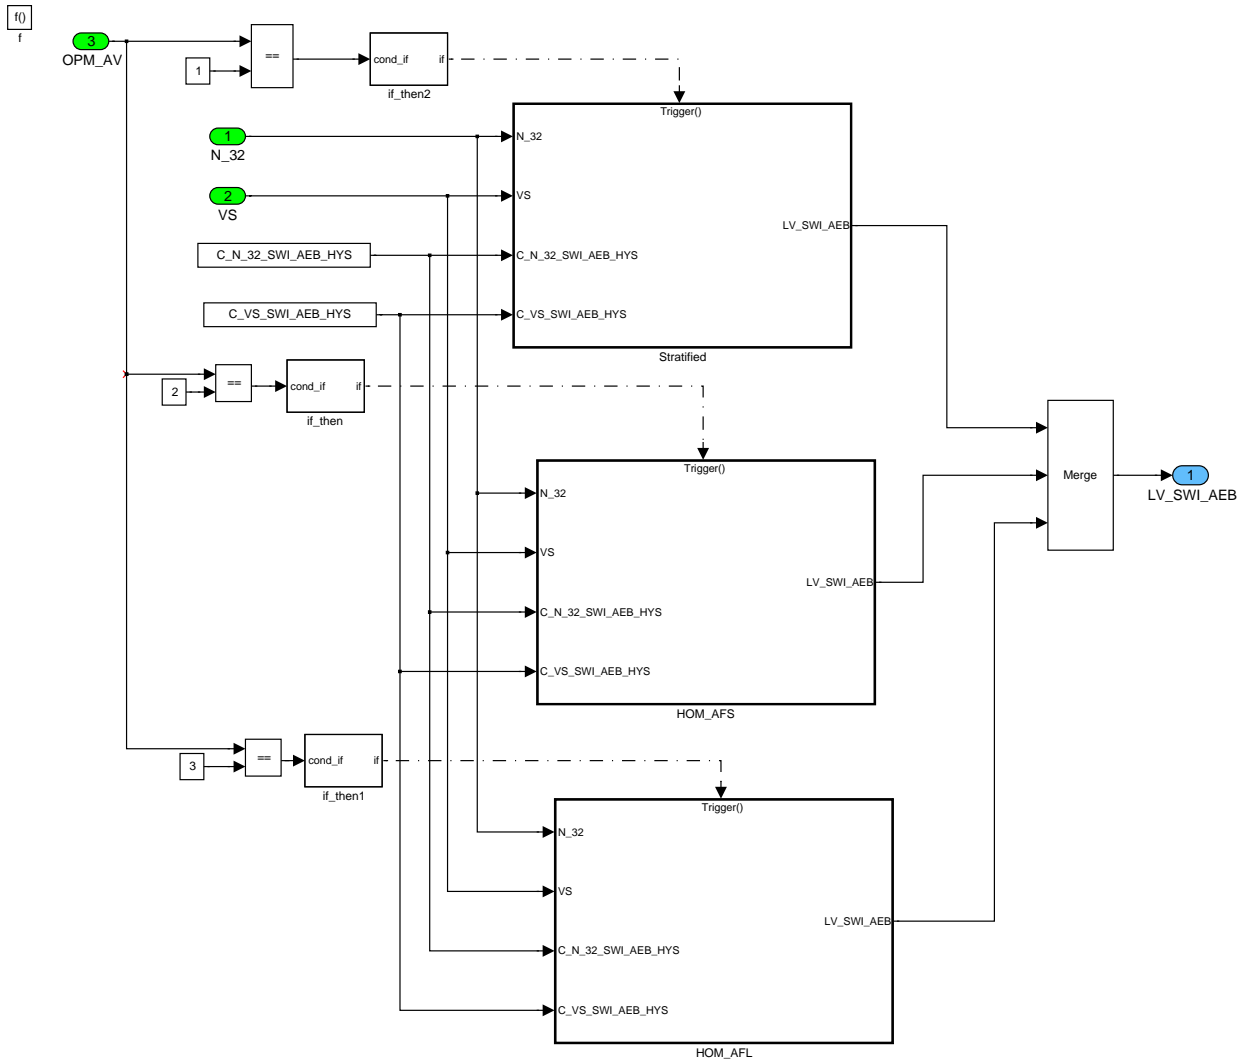 f()
f
3
OPM_AV
==
1
cond_if
if
if_then2
Trigger()
1
N_32
N_32
2
VS
VS
LV_SWI_AEB
C_N_32_SWI_AEB_HYS
C_N_32_SWI_AEB_HYS
C_VS_SWI_AEB_HYS
C_VS_SWI_AEB_HYS
Stratified
==
2
cond_if
if
if_then
Trigger()
N_32
VS
LV_SWI_AEB
C_N_32_SWI_AEB_HYS
C_VS_SWI_AEB_HYS
HOM_AFS
Merge
1
LV_SWI_AEB
==
3
cond_if
if
if_then1
Trigger()
N_32
VS
LV_SWI_AEB
C_N_32_SWI_AEB_HYS
C_VS_SWI_AEB_HYS
HOM_AFL